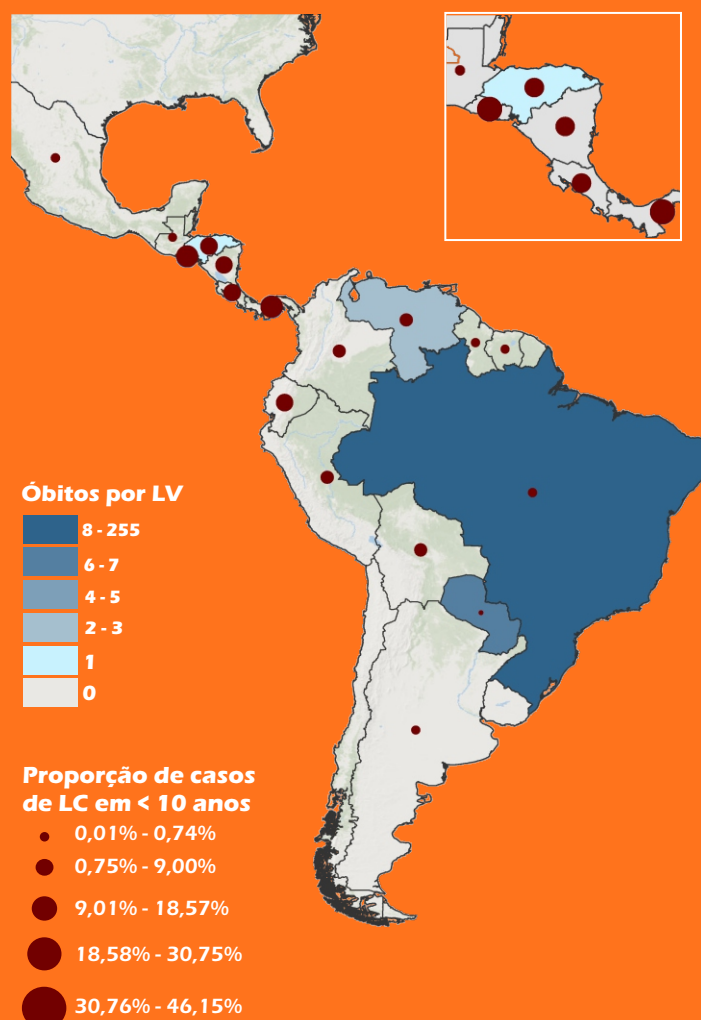 Óbitos por LV
8 - 255
6 - 7
4 - 5
2 - 3
1
0
Proporção de casos
de LC em < 10 anos
0,01% - 0,74%
0,75% - 9,00%
9,01% - 18,57%
18,58% - 30,75%
30,76% - 46,15%